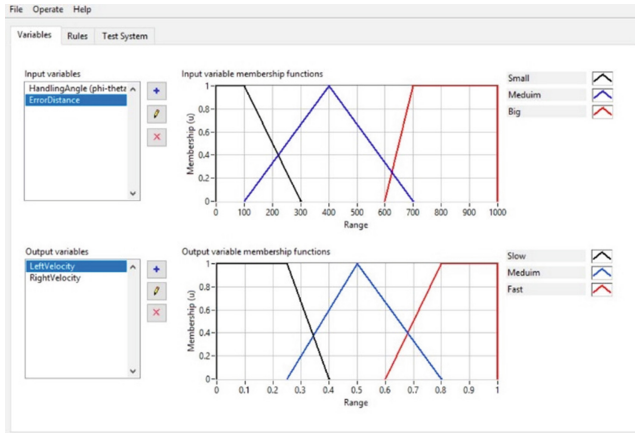 File Operate Help
Variables Rules Test System
Input variables
HandlingAngle (phi-theta
ErrorDistance
Input variable membership functions
Membership (u)
1
0.8
0.6
0.4
0.2
0
0 100 200 300 400 500 600 700 800 900 1000
Range
Small
Meduim
Big
Output variables
LeftVelocity
RightVelocity
Output variable membership functions
Membership (u)
1
0.8
0.6
0.4
0.2
0
0 0.1 0.2 0.3 0.4 0.5 0.6 0.7 0.8 0.9 1
Range
Slow
Meduim
Fast